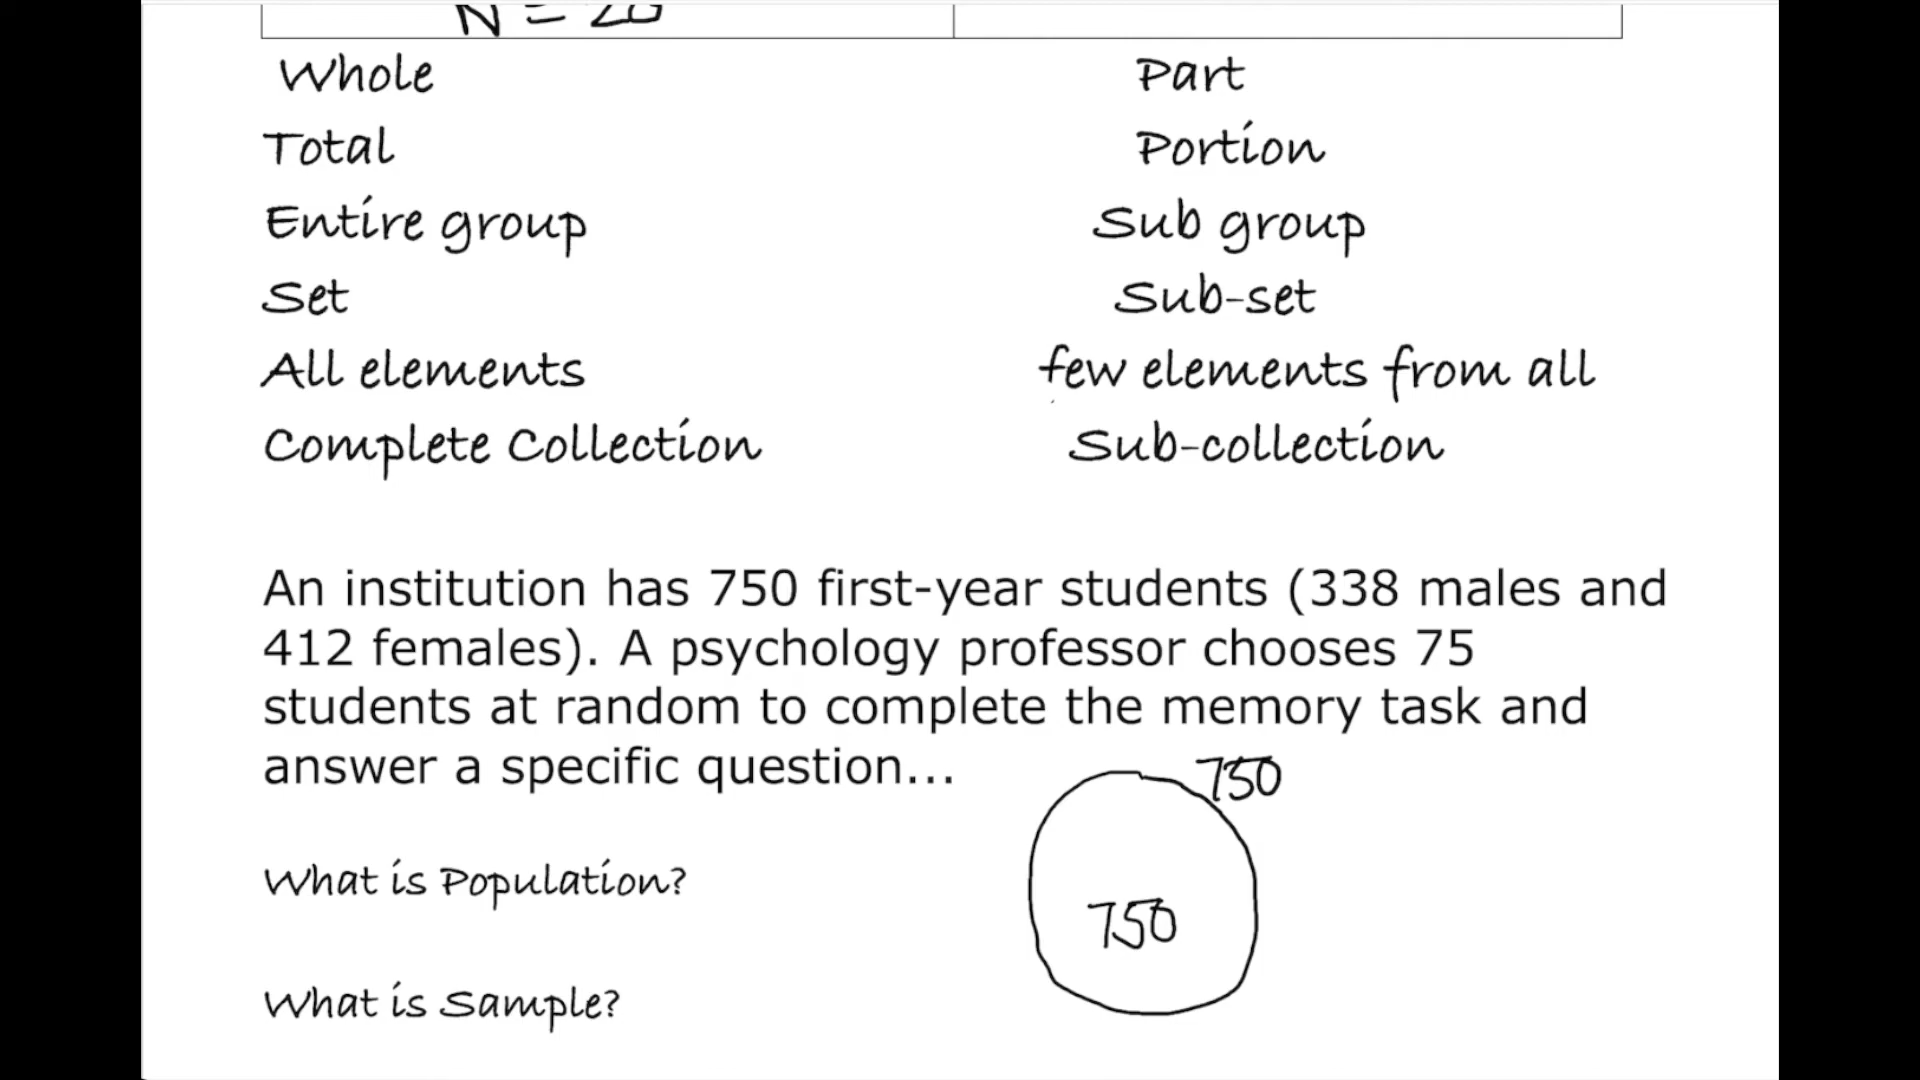 N = 20
Whole Part
Total Portion
Entire group Sub group
Set Sub-set
All elements few elements from all
Complete Collection Sub-collection
An institution has 750 first-year students (338 males and
412 females). A psychology professor chooses 75
students at random to complete the memory task and
answer a specific question...
750
What is Population?
750
What is Sample?